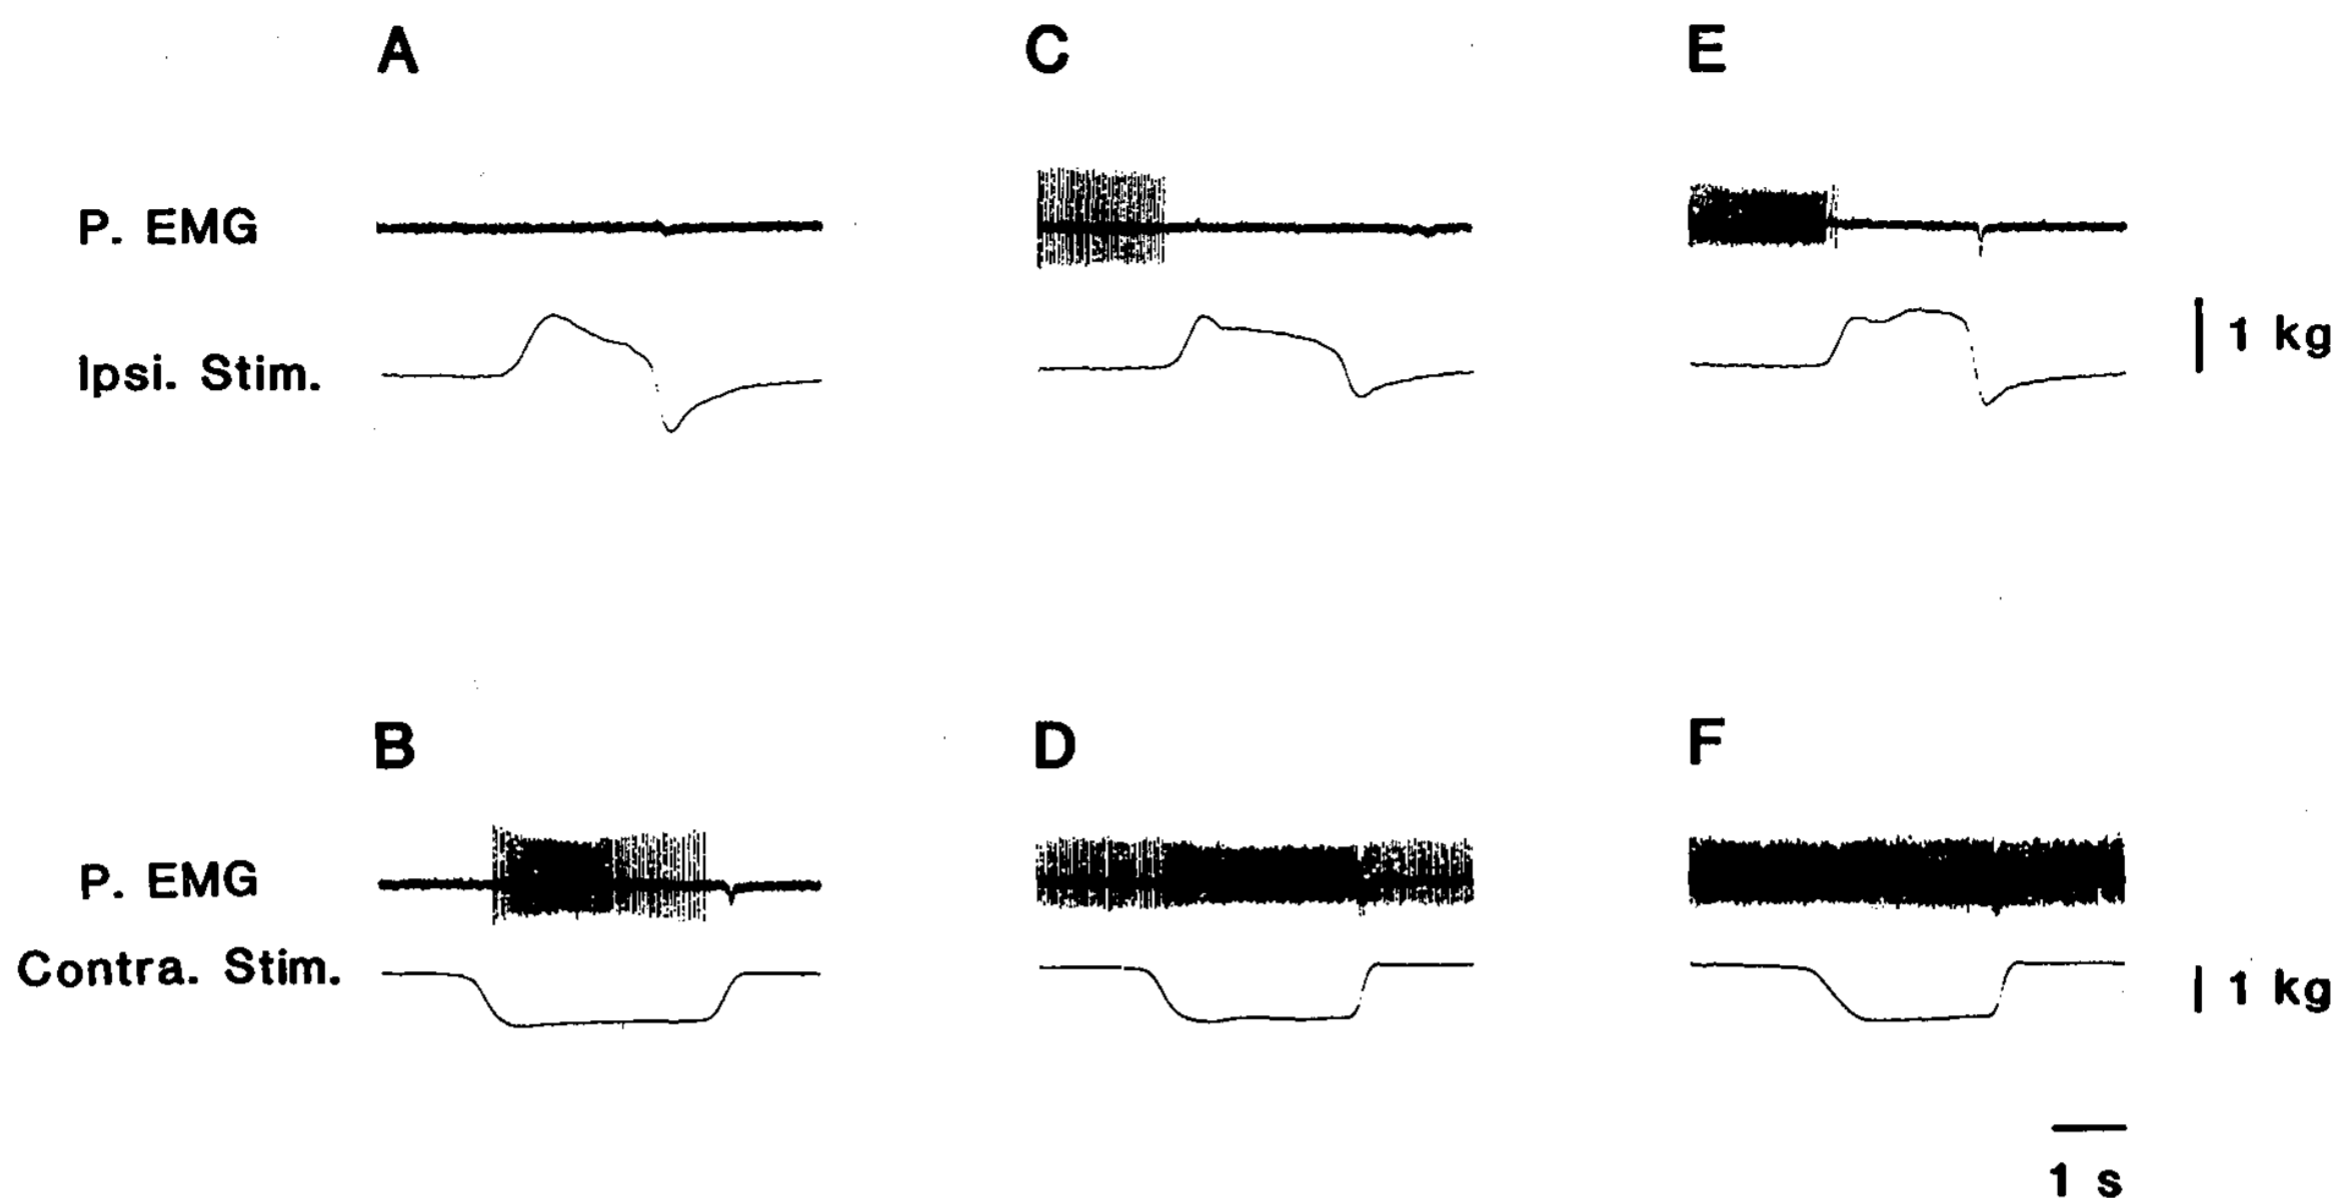 A C E
P. EMG
Ipsi. Stim.
1 kg
B D F
P. EMG
Contra. Stim.
1 kg
1 s